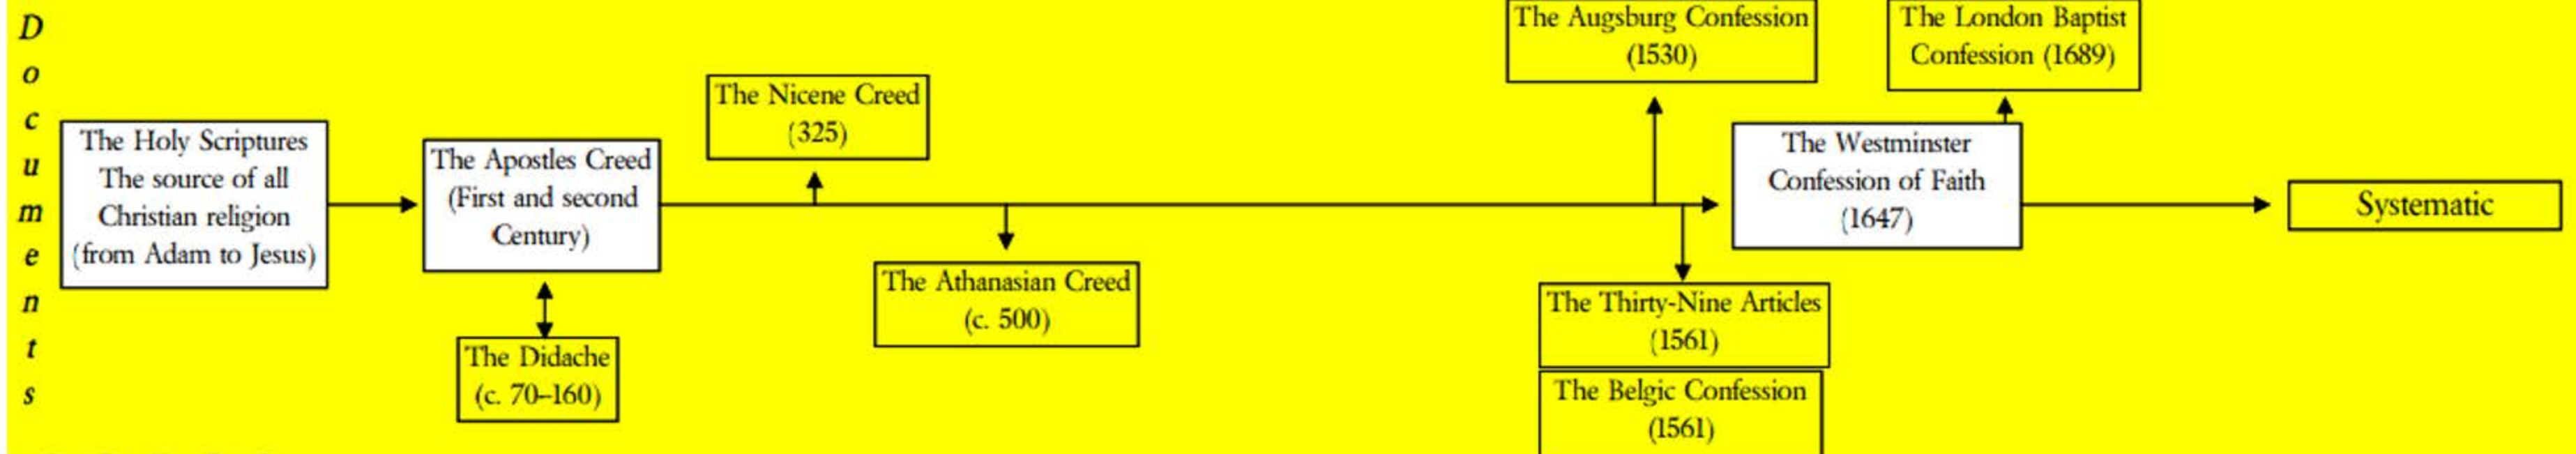 Documents
The Holy Scriptures
The source of all
Christian religion
(from Adam to Jesus)
The Apostles Creed
(First and second
Century)
The Didache
(c. 70–160)
The Nicene Creed
(325)
The Athanasian Creed
(c. 500)
The Augsburg Confession
(1530)
The Thirty-Nine Articles
(1561)
The Belgic Confession
(1561)
The Westminster
Confession of Faith
(1647)
The London Baptist
Confession (1689)
Systematic